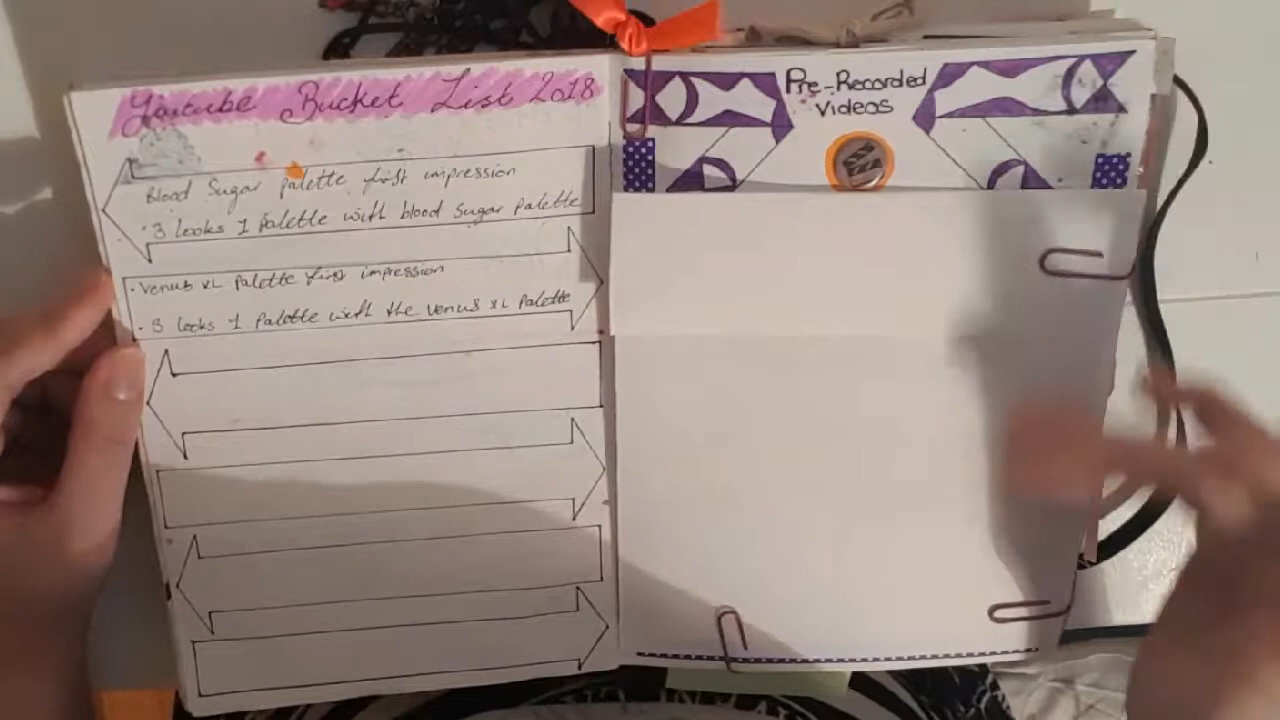 Youtube Bucket List 2018
Blood Sugar palette first impression
· 3 looks 1 palette with blood sugar palette
· Venus XL palette first impression
· 3 looks 1 palette with the venus XL palette
Pre-Recorded
Videos